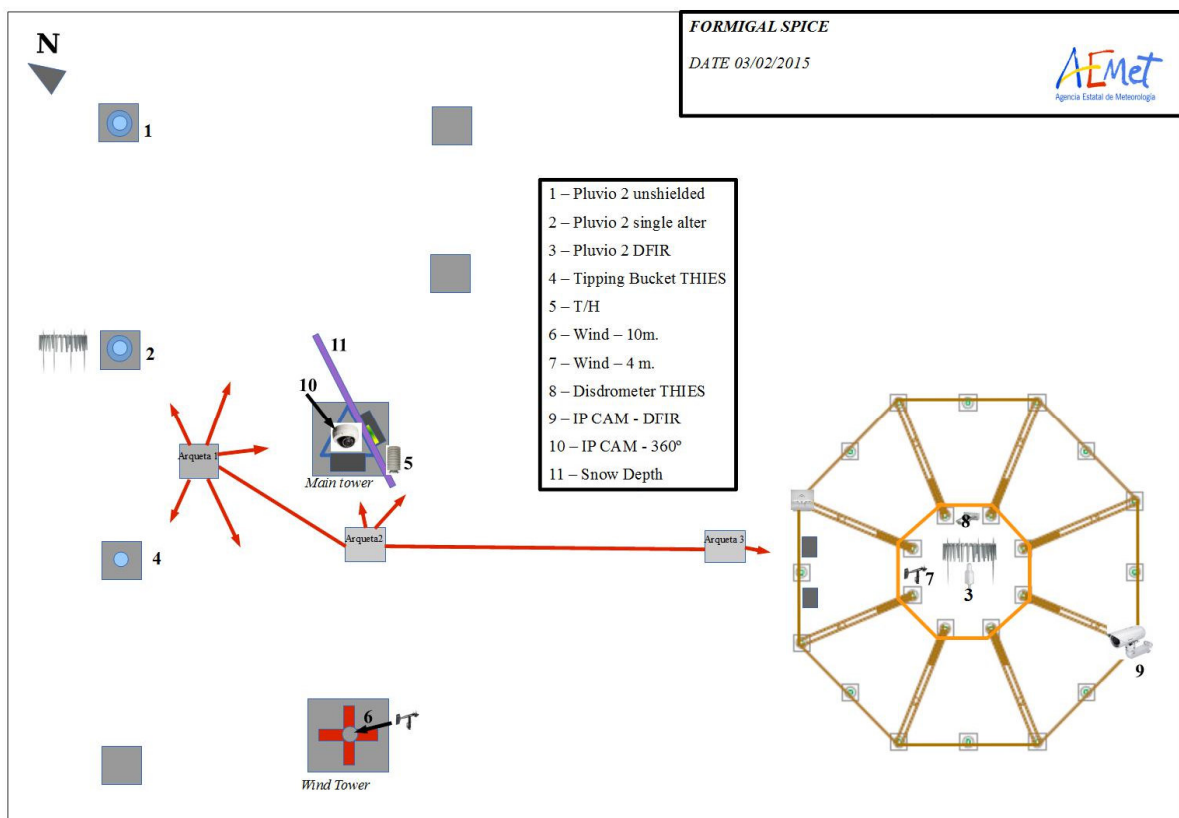 FORMIGAL SPICE
DATE 03/02/2015
AEMet
Agencia Estatal de Meteorología
N
1
1 – Pluvio 2 unshielded
2 – Pluvio 2 single alter
3 – Pluvio 2 DFIR
4 – Tipping Bucket THIES
5 – T/H
6 – Wind – 10m.
7 – Wind – 4 m.
8 – Disdrometer THIES
9 – IP CAM - DFIR
10 – IP CAM - 360º
11 – Snow Depth
2
11
10
5
Main tower
Arqueta 1
Arqueta2
Arqueta 3
4
8
7
3
9
6
Wind Tower